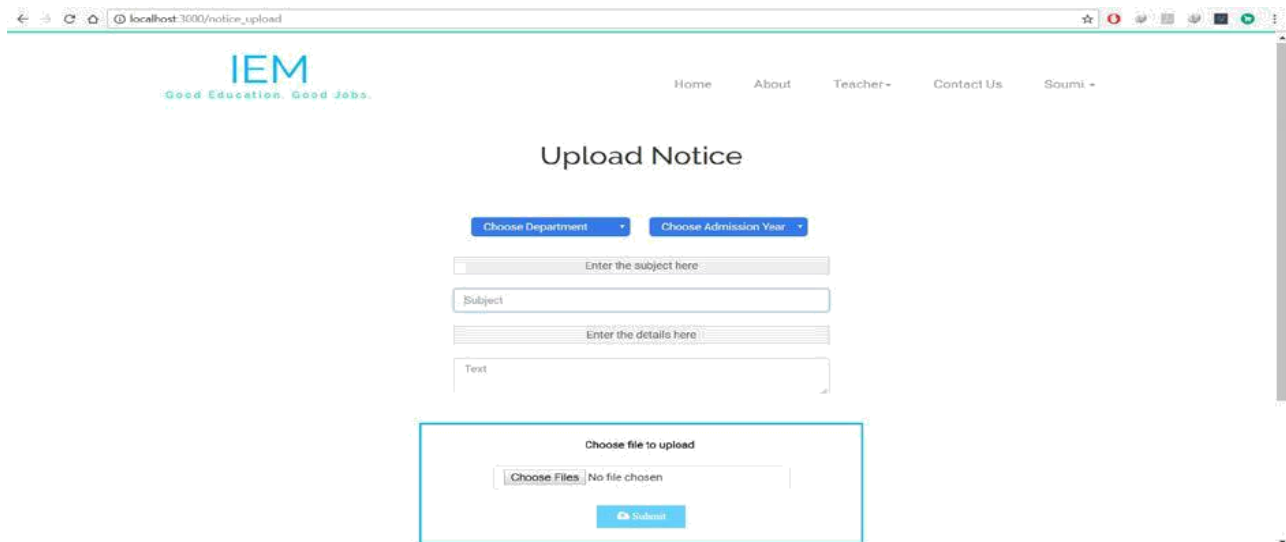 localhost:3000/notice_upload
IEM
Good Education. Good Jobs.
Home About Teacher Contact Us Soumi
Upload Notice
Choose Department Choose Admission Year
Enter the subject here
Subject
Enter the details here
Text
Choose file to upload
Choose Files No file chosen
Submit